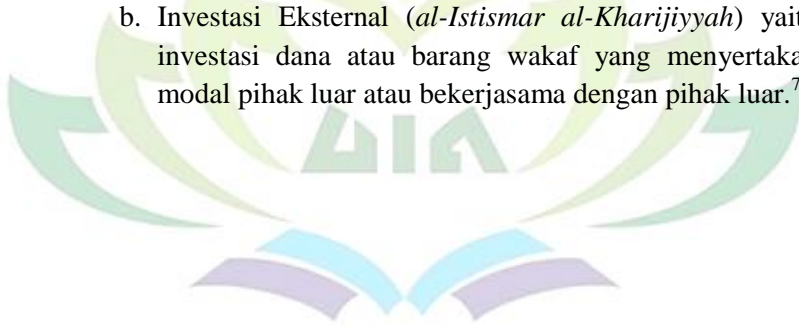 b. Investasi Eksternal (al-Istismar al-Kharijiyyah) yait
investasi dana atau barang wakaf yang menyertaka
modal pihak luar atau bekerjasama dengan pihak luar.7
UIN